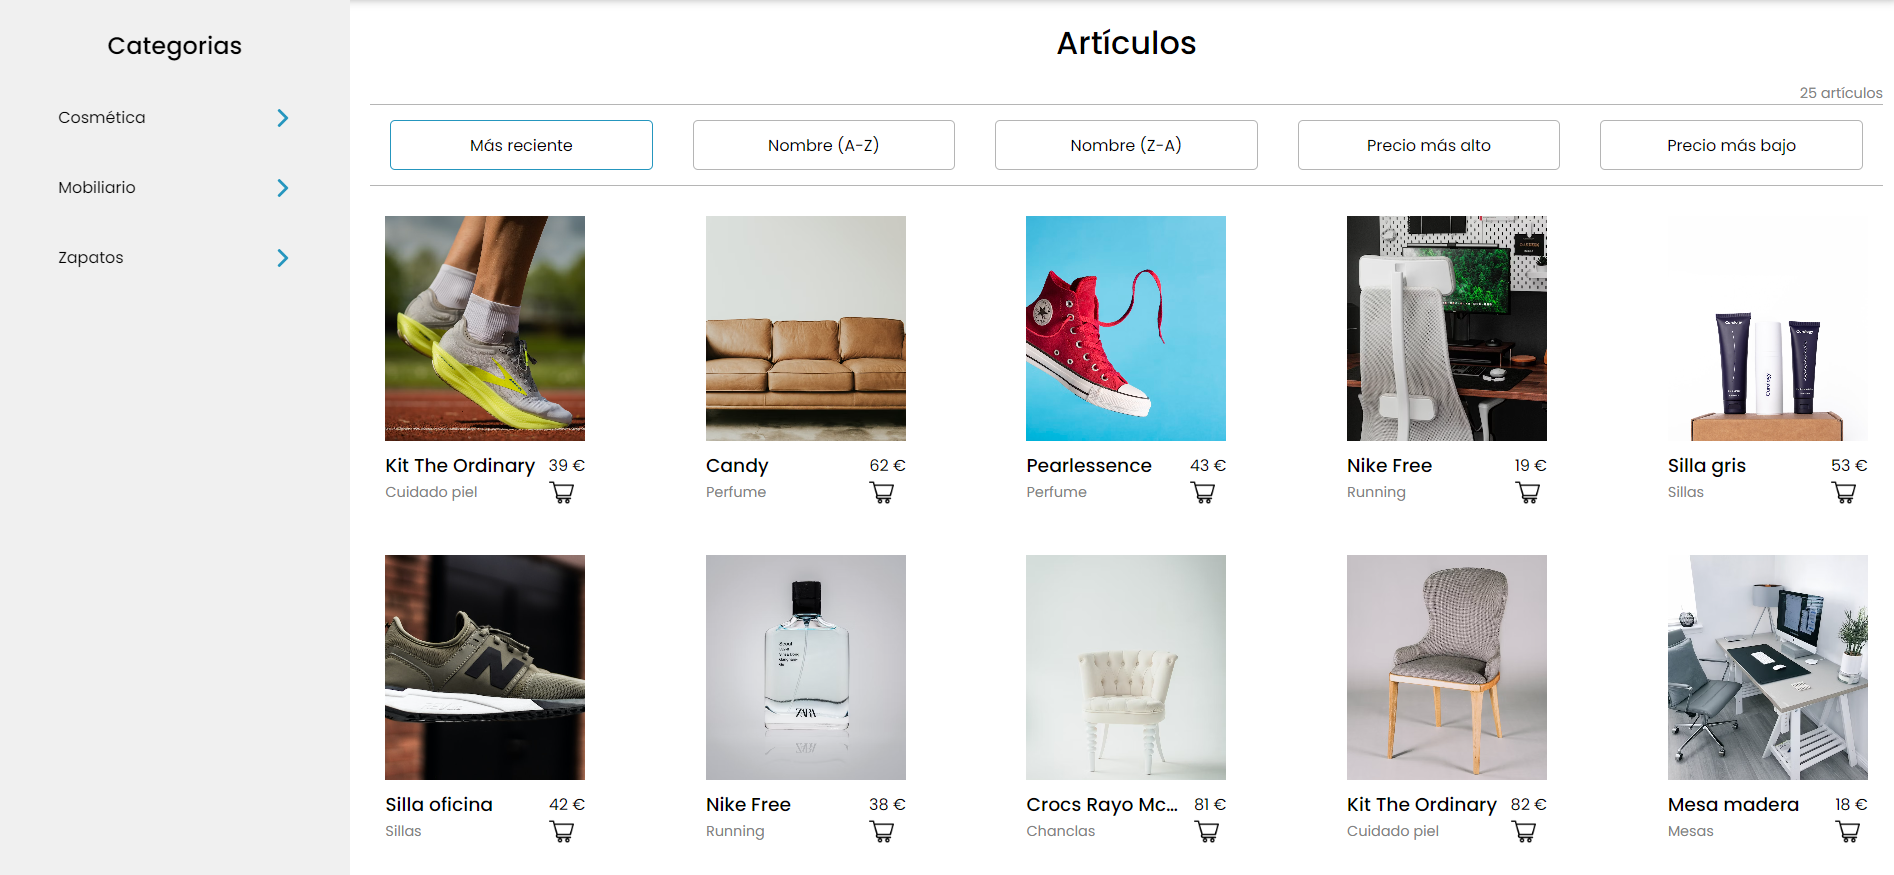 Categorias
Cosmética
Mobiliario
Zapatos
Artículos
25 artículos
Más reciente
Nombre (A-Z)
Nombre (Z-A)
Precio más alto
Precio más bajo
Kit The Ordinary 39 €
Cuidado piel
Candy 62 €
Perfume
Pearlessence 43 €
Perfume
Nike Free 19 €
Running
Silla gris 53 €
Sillas
ZARA
Silla oficina 42 €
Sillas
Nike Free 38 €
Running
Crocs Rayo Mc... 81 €
Chanclas
Kit The Ordinary 82 €
Cuidado piel
Mesa madera 18 €
Mesas